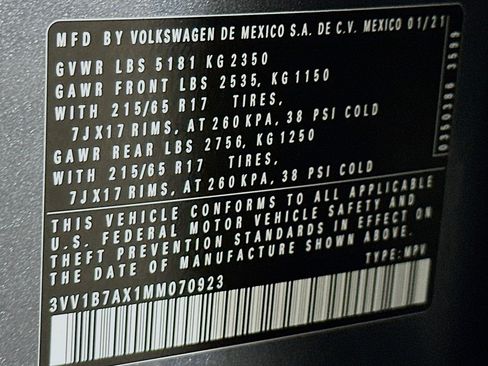 MFD BY VOLKSWAGEN DE MEXICO S.A. DE C.V. MEXICO 01/21
GVWR LBS 5181 KG 2350
GAWR FRONT LBS 2535, KG 1150
WITH 215/65 R17 TIRES,
7JX17 RIMS, AT 260 KPA, 38 PSI COLD
GAWR REAR LBS 2756, KG 1250
WITH 215/65 R17 TIRES,
7JX17 RIMS, AT 260 KPA, 38 PSI COLD
THIS VEHICLE CONFORMS TO ALL APPLICABLE
U.S. FEDERAL MOTOR VEHICLE SAFETY AND
THEFT PREVENTION STANDARDS IN EFFECT ON
THE DATE OF MANUFACTURE SHOWN ABOVE.
TYPE: MPV
3VV1B7AX1MM070923